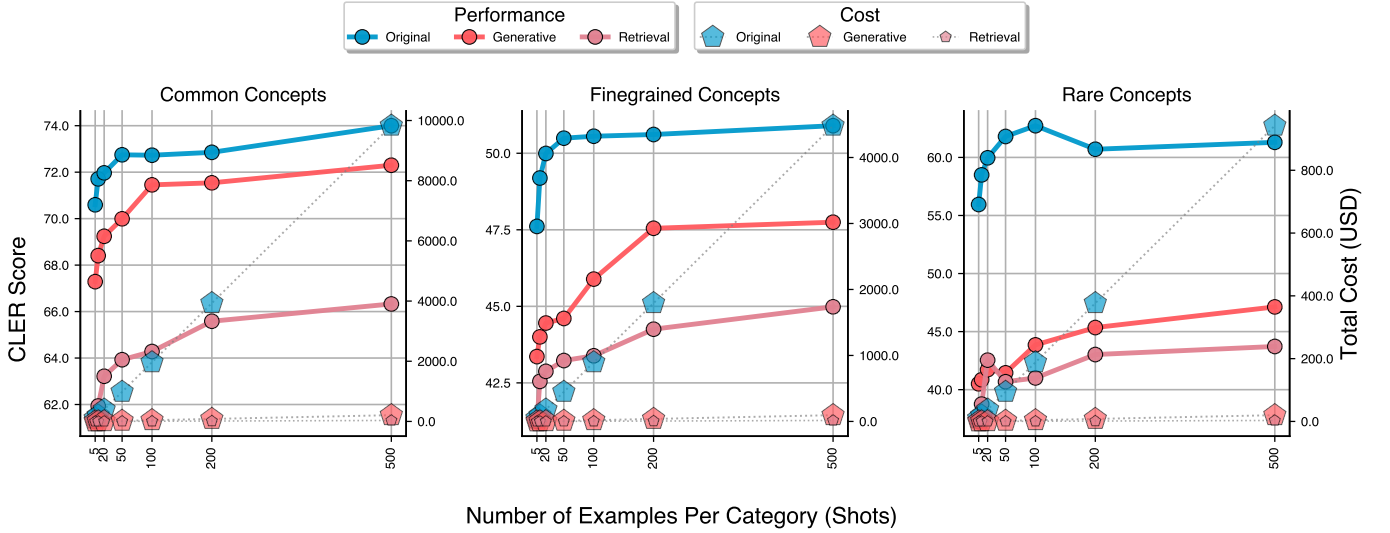 Performance
Original Generative Retrieval
Cost
Original Generative Retrieval
Common Concepts
Finegrained Concepts
Rare Concepts
CLER Score
74.0
72.0
70.0
68.0
66.0
64.0
62.0
10000.0
8000.0
6000.0
4000.0
2000.0
0.0
5 20 50 100 200 500
50.0
47.5
45.0
42.5
4000.0
3000.0
2000.0
1000.0
0.0
5 20 50 100 200 500
60.0
55.0
50.0
45.0
40.0
800.0
600.0
400.0
200.0
0.0
5 20 50 100 200 500
Total Cost (USD)
Number of Examples Per Category (Shots)